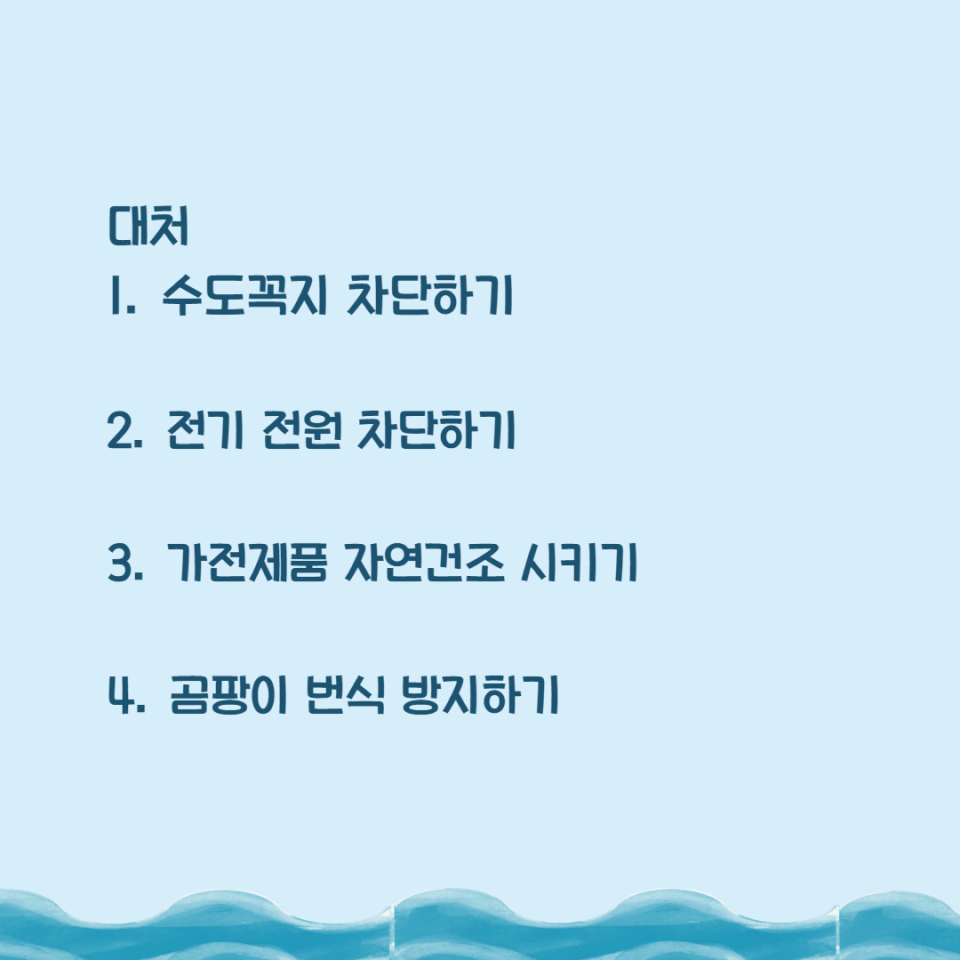 대처
1. 수도꼭지 차단하기
2. 전기 전원 차단하기
3. 가전제품 자연건조 시키기
4. 곰팡이 번식 방지하기